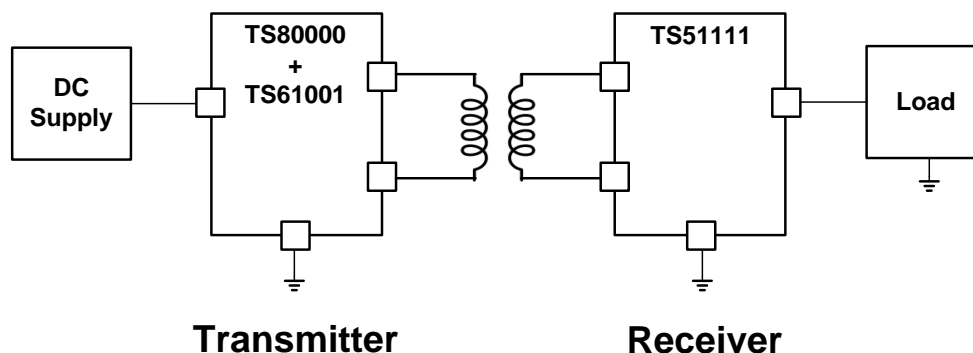 DC
Supply
TS80000
+
TS61001
TS51111
Load
Transmitter
Receiver